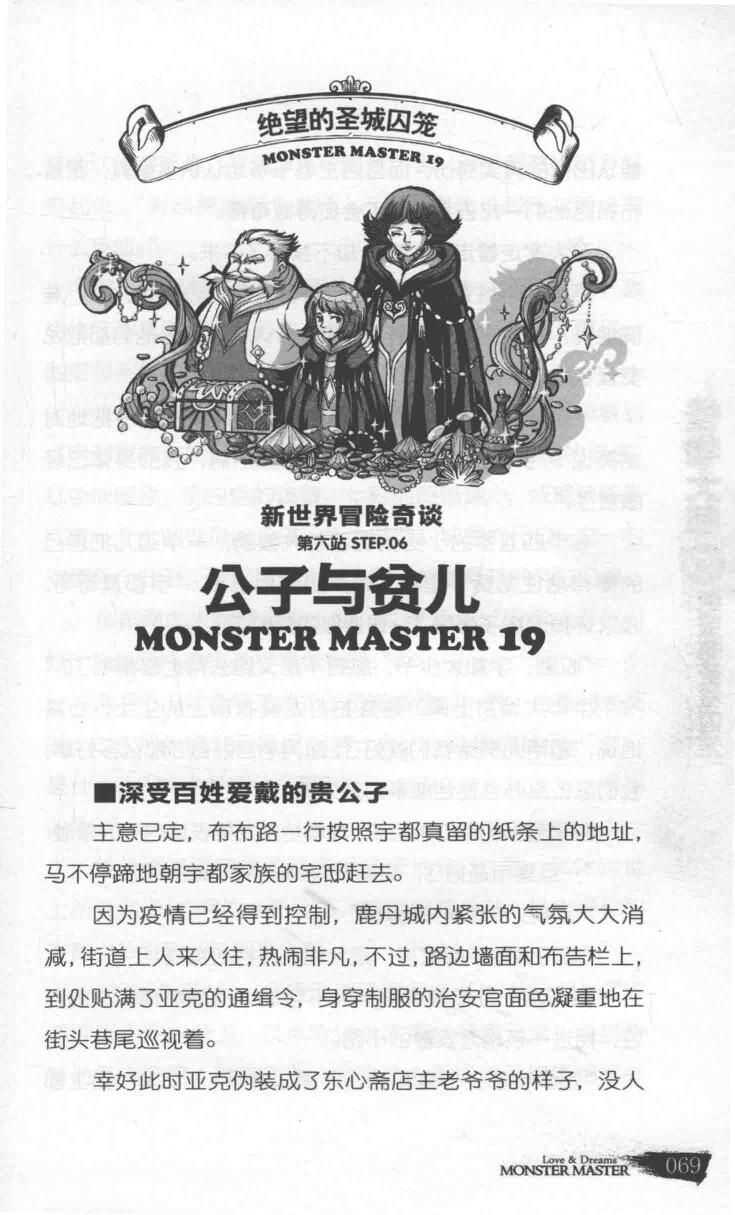 绝望的圣城囚笼
MONSTER MASTER 19
新世界冒险奇谈
第六站 STEP.06
公子与贫儿
MONSTER MASTER 19
■深受百姓爱戴的贵公子
主意已定，布布路一行按照宇都真留的纸条上的地址，
马不停蹄地朝宇都家族的宅邸赶去。
因为疫情已经得到控制，鹿丹城内紧张的气氛大大消
减，街道上人来人往，热闹非凡，不过，路边墙面和布告栏上，
到处贴满了亚克的通缉令，身穿制服的治安官面色凝重地在
街头巷尾巡视着。
幸好此时亚克伪装成了东心斋店主老爷爷的样子，没人
Love & Dreams
MONSTER MASTER 069